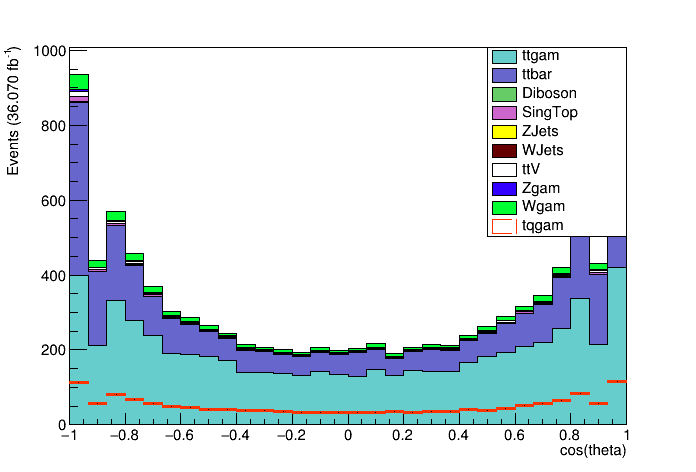 Events (36.070 fb⁻¹)
1000
800
600
400
200
0
ttgam
ttbar
Diboson
SingTop
ZJets
WJets
ttV
Zgam
Wgam
tqgam
−1 −0.8 −0.6 −0.4 −0.2 0 0.2 0.4 0.6 0.8 1
cos(theta)